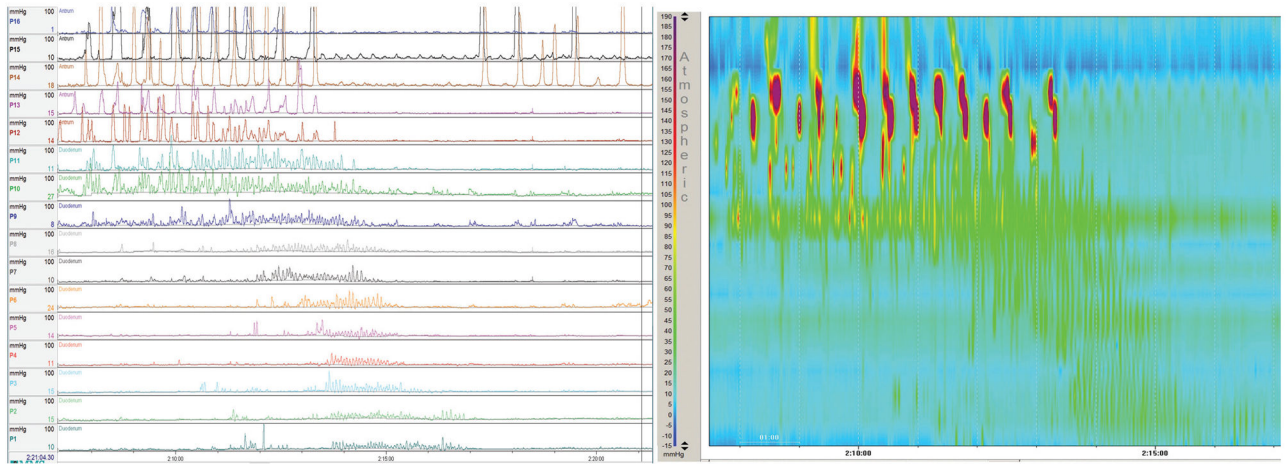 mmHg 100 Antrum
P16 1
mmHg 100 Antrum
P15 10
mmHg 100 Antrum
P14 18
mmHg 100 Antrum
P13 15
mmHg 100 Antrum
P12 14
mmHg 100 Duodenum
P11 11
mmHg 100 Duodenum
P10 27
mmHg 100 Duodenum
P9 8
mmHg 100 Duodenum
P8 18
mmHg 100 Duodenum
P7 10
mmHg 100 Duodenum
P6 24
mmHg 100 Duodenum
P5 14
mmHg 100 Duodenum
P4 11
mmHg 100 Duodenum
P3 15
mmHg 100 Duodenum
P2 15
mmHg 100 Duodenum
P1 10
2:21:04.30 2:10:00 2:15:00 2:20:00
190
185
180
175
170
165
160
155
150
145
140
135
130
125
120
115
110
105
100
95
90
85
80
75
70
65
60
55
50
45
40
35
30
25
20
15
10
5
0
-5
-10
-15
mmHg
Atmospheric
01:00
2:10:00 2:15:00